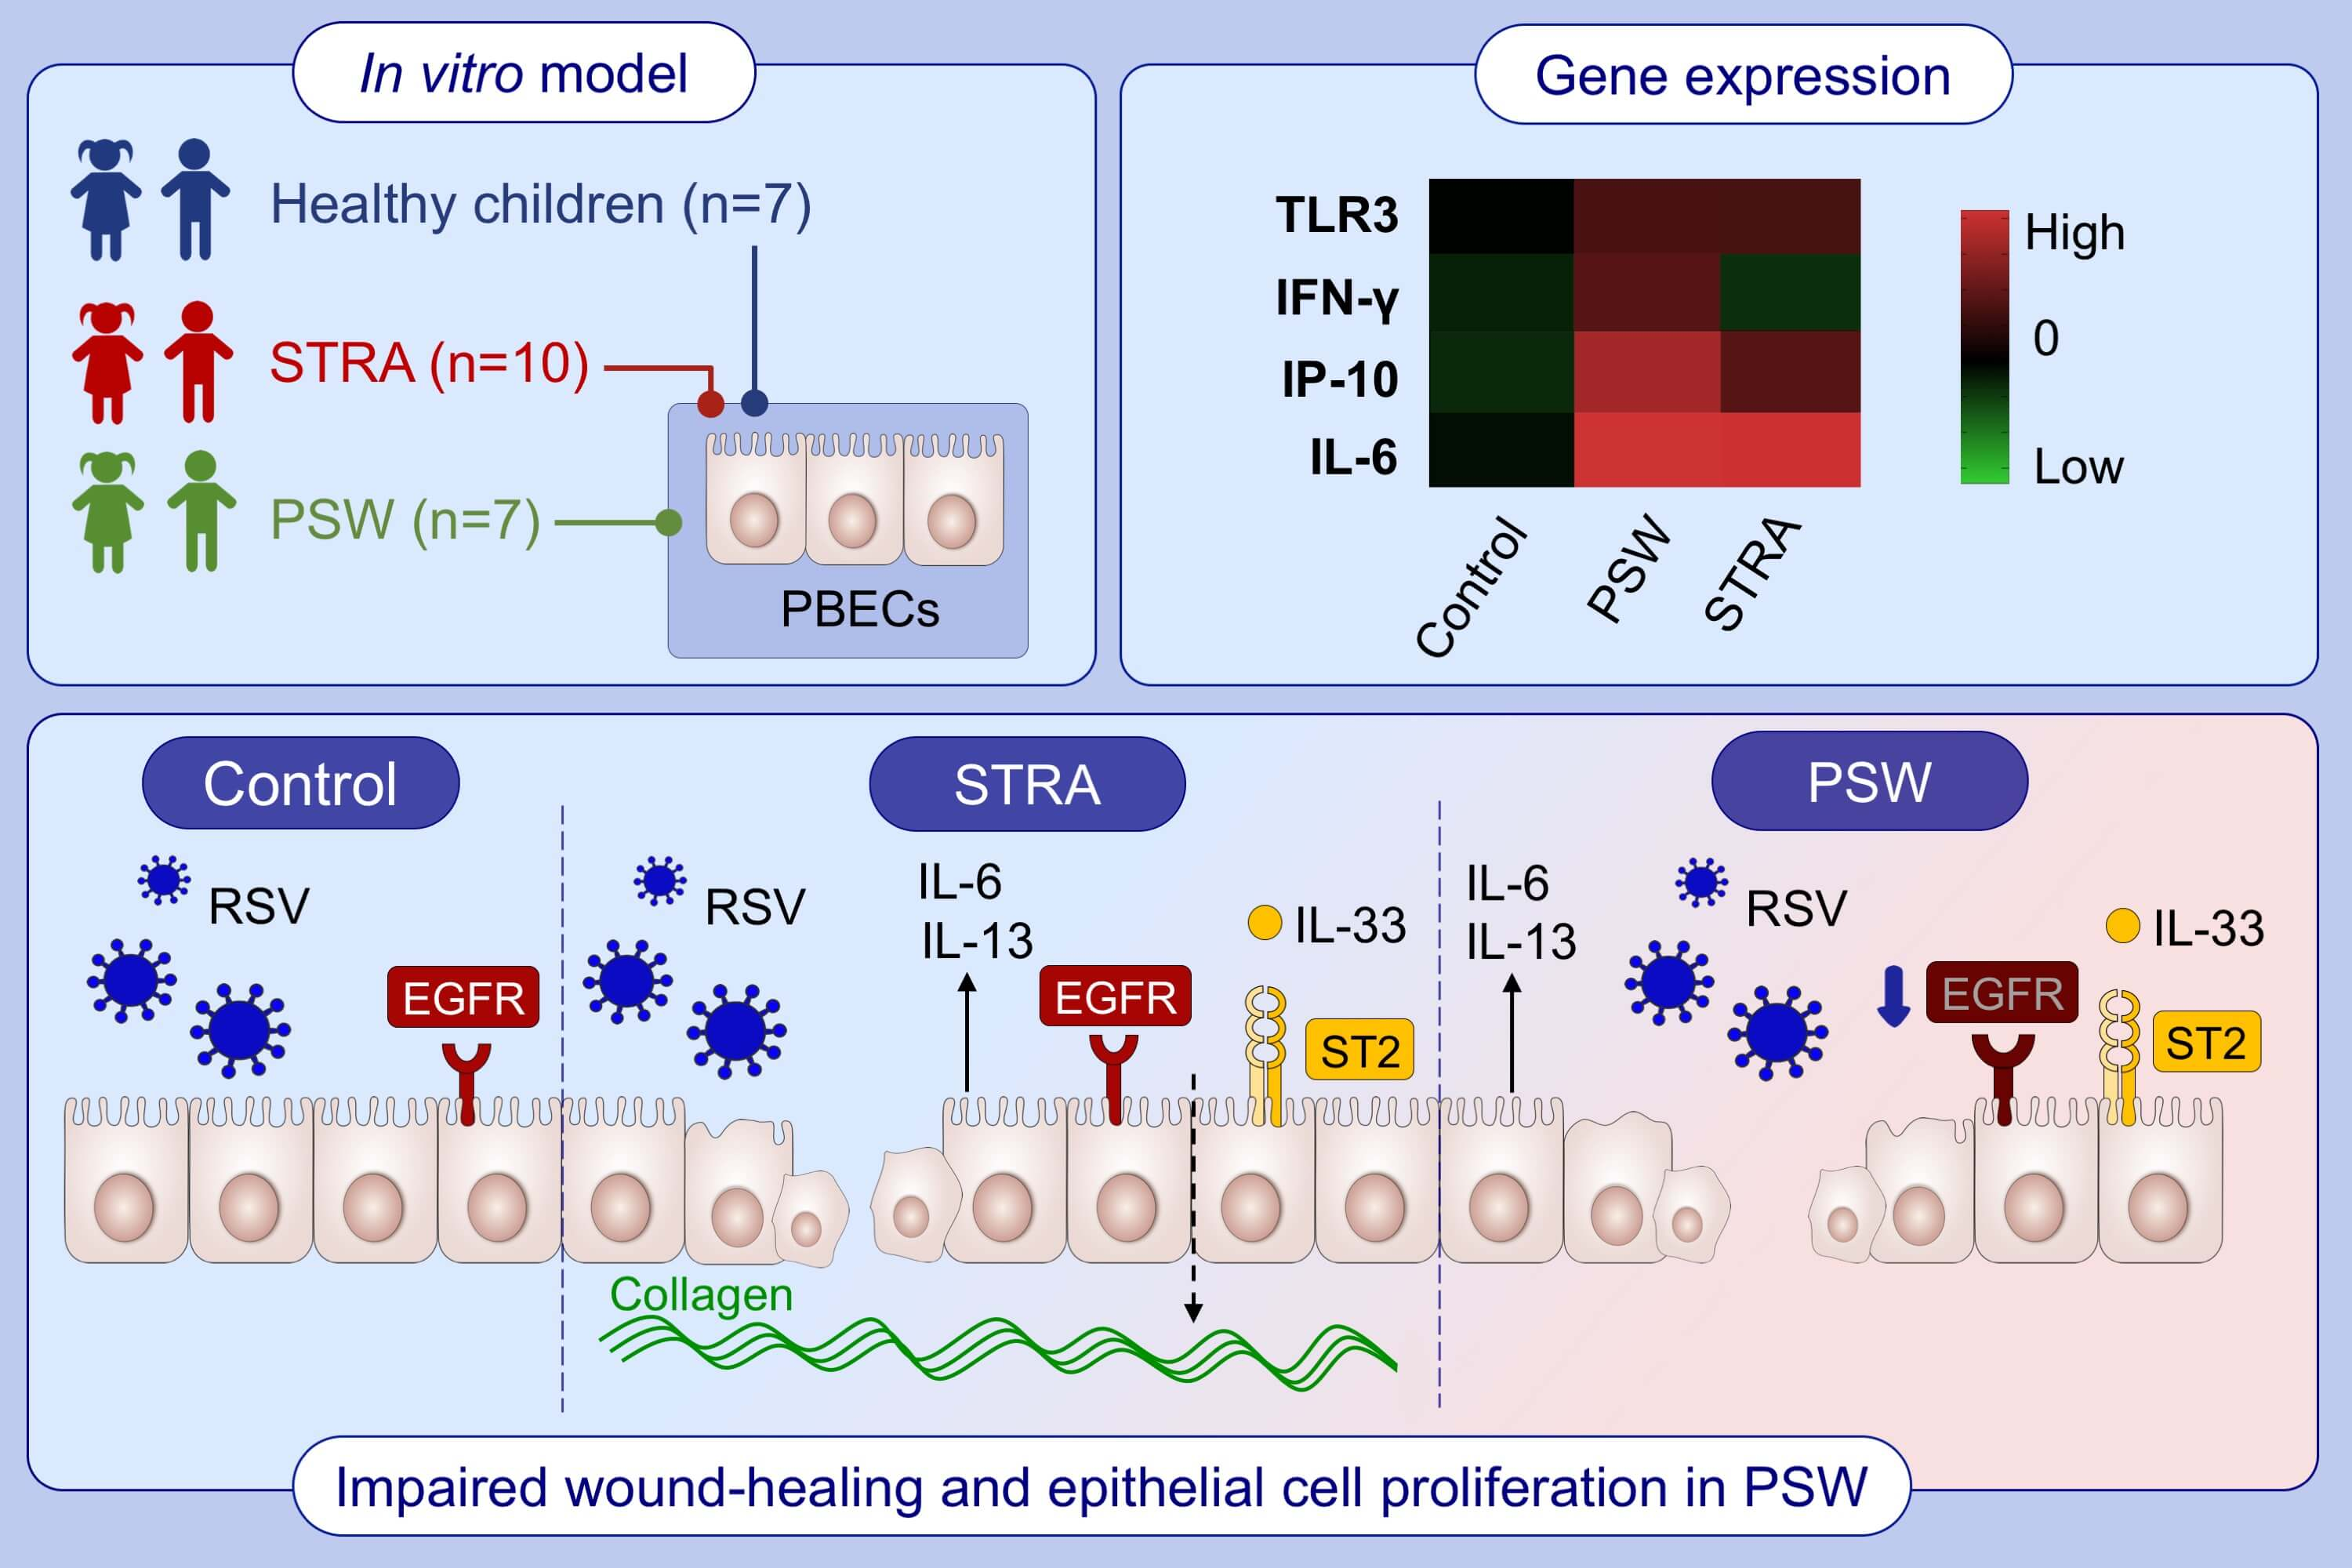 In vitro model
Healthy children (n=7)
STRA (n=10)
PSW (n=7)
PBECs
Gene expression
TLR3
IFN-γ
IP-10
IL-6
Control
PSW
STRA
High
0
Low
Control
RSV
EGFR
STRA
RSV
IL-6
IL-13
EGFR
IL-33
ST2
Collagen
PSW
IL-6
IL-13
RSV
EGFR
IL-33
ST2
Impaired wound-healing and epithelial cell proliferation in PSW